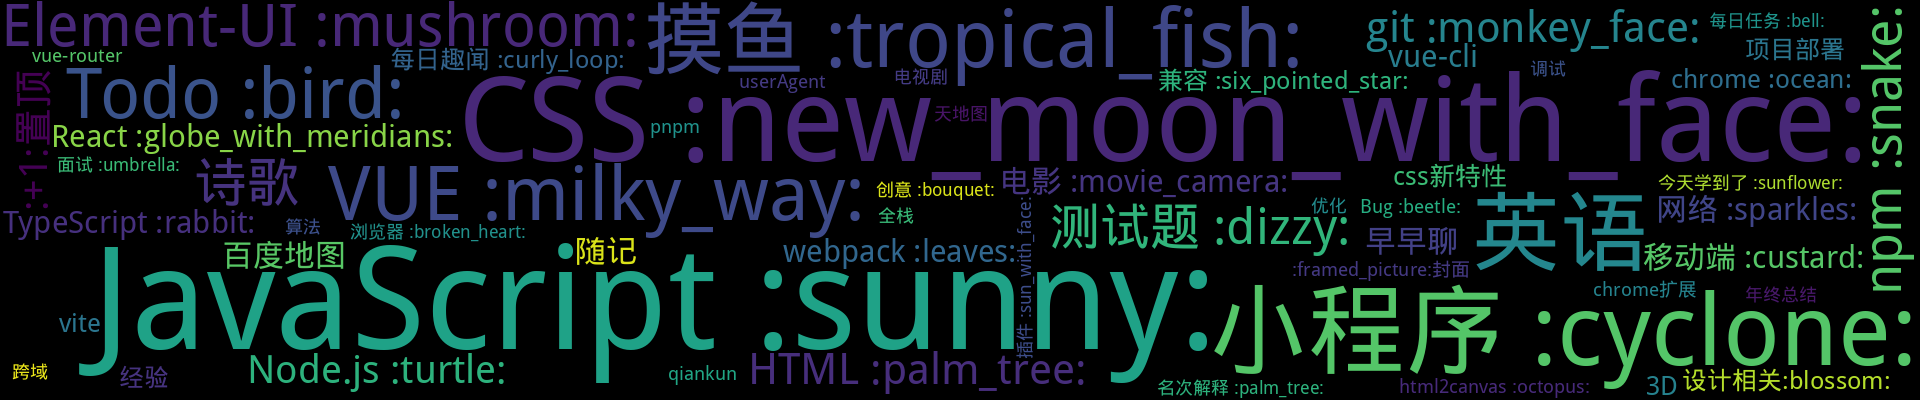 Element-UI :mushroom:
摸鱼 :tropical_fish:
git :monkey_face:
每日任务 :bell:
vue-router
每日趣闻 :curly_loop:
vue-cli
项目部署
npm :snake:
:+1:置顶
Todo :bird:
CSS :new_moon_with_face:
userAgent
电视剧
兼容 :six_pointed_star:
调试
chrome :ocean:
天地图
React :globe_with_meridians:
pnpm
面试 :umbrella:
诗歌
VUE :milky_way:
创意 :bouquet:
电影 :movie_camera:
css新特性
今天学到了 :sunflower:
TypeScript :rabbit:
算法
浏览器 :broken_heart:
全栈
插件 :sun_with_face:
测试题 :dizzy:
优化
Bug :beetle:
早早聊
英语
网络 :sparkles:
百度地图
随记
webpack :leaves:
:framed_picture:封面
移动端 :custard:
JavaScript :sunny:
小程序 :cyclone:
chrome扩展
年终总结
vite
跨域
经验
Node.js :turtle:
qiankun
HTML :palm_tree:
名次解释 :palm_tree:
html2canvas :octopus:
3D
设计相关:blossom: